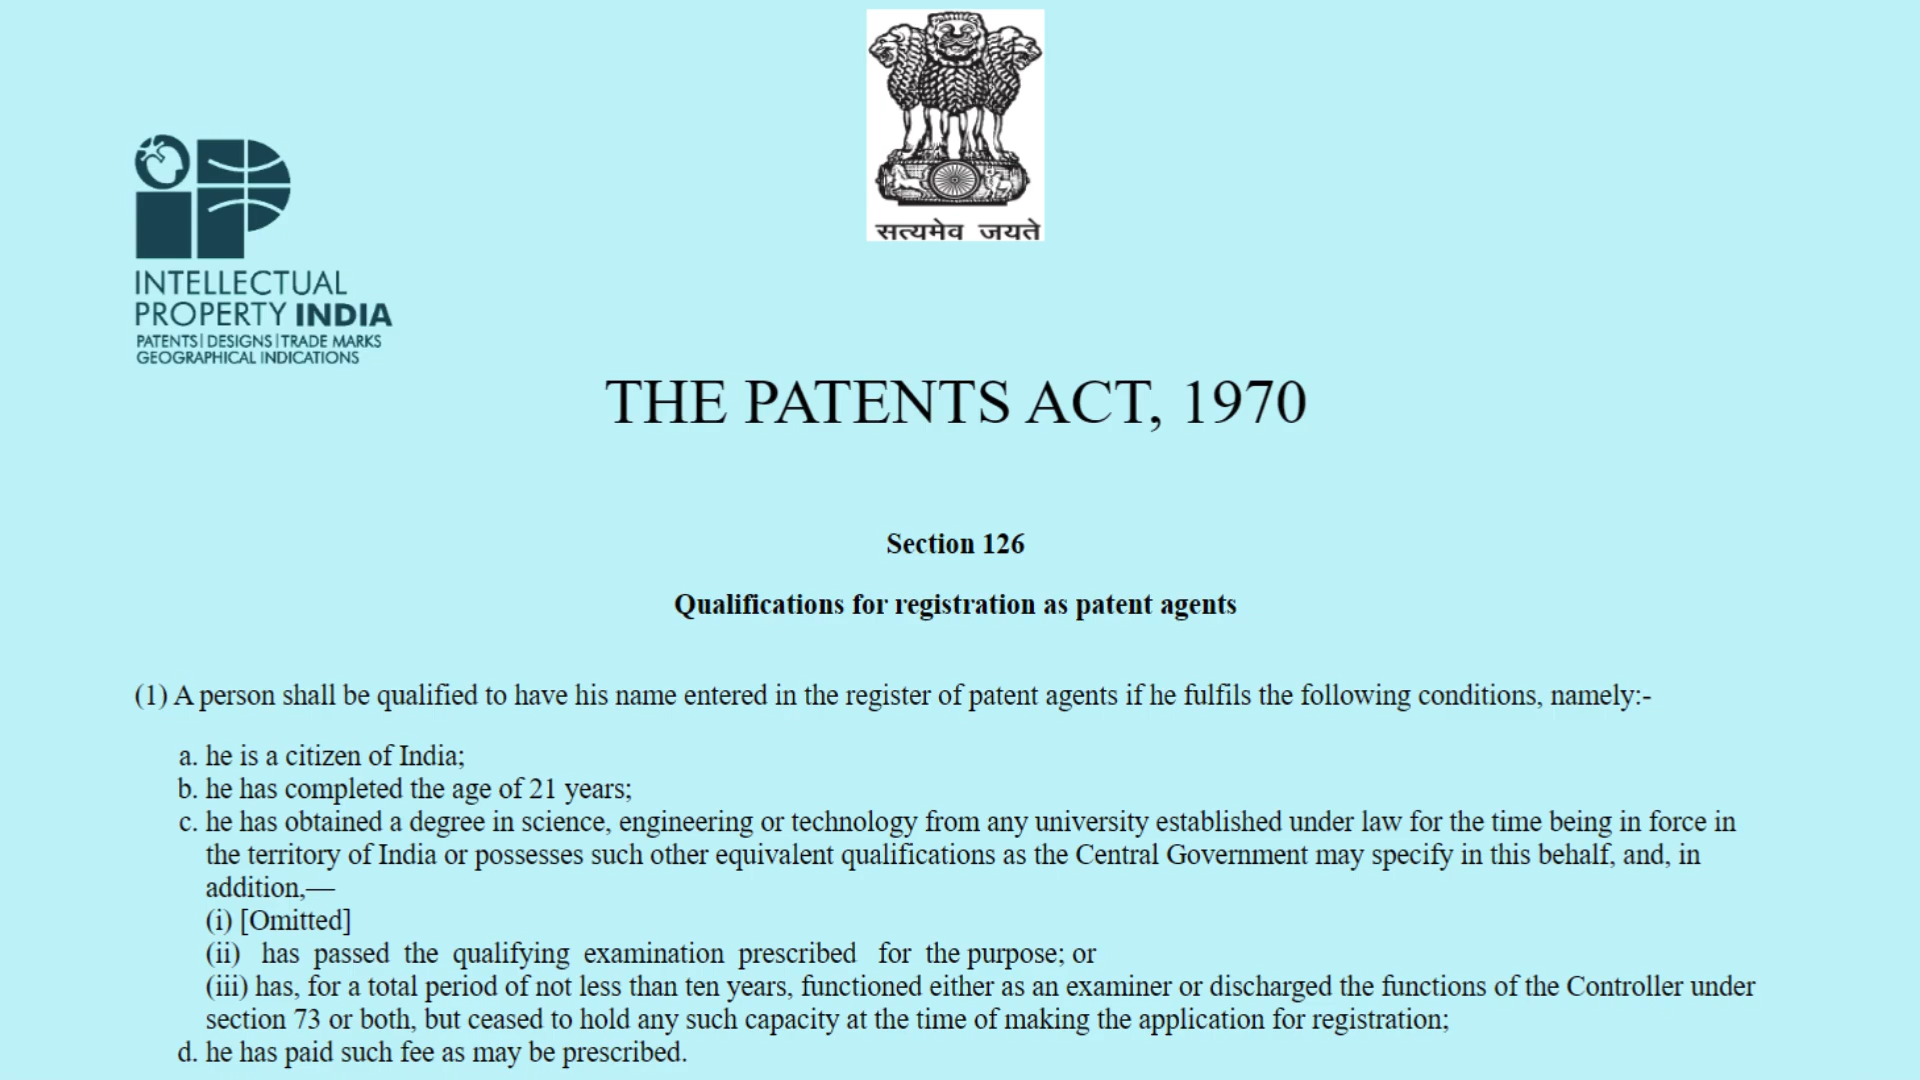 सत्यमेव जयते
INTELLECTUAL
PROPERTY INDIA
PATENTS| DESIGNS |TRADE MARKS
GEOGRAPHICAL INDICATIONS
THE PATENTS ACT, 1970
Section 126
Qualifications for registration as patent agents
(1) A person shall be qualified to have his name entered in the register of patent agents if he fulfils the following conditions, namely:-
a. he is a citizen of India;
b. he has completed the age of 21 years;
c. he has obtained a degree in science, engineering or technology from any university established under law for the time being in force in
the territory of India or possesses such other equivalent qualifications as the Central Government may specify in this behalf, and, in
addition,—
(i) [Omitted]
(ii) has passed the qualifying examination prescribed for the purpose; or
(iii) has, for a total period of not less than ten years, functioned either as an examiner or discharged the functions of the Controller under
section 73 or both, but ceased to hold any such capacity at the time of making the application for registration;
d. he has paid such fee as may be prescribed.